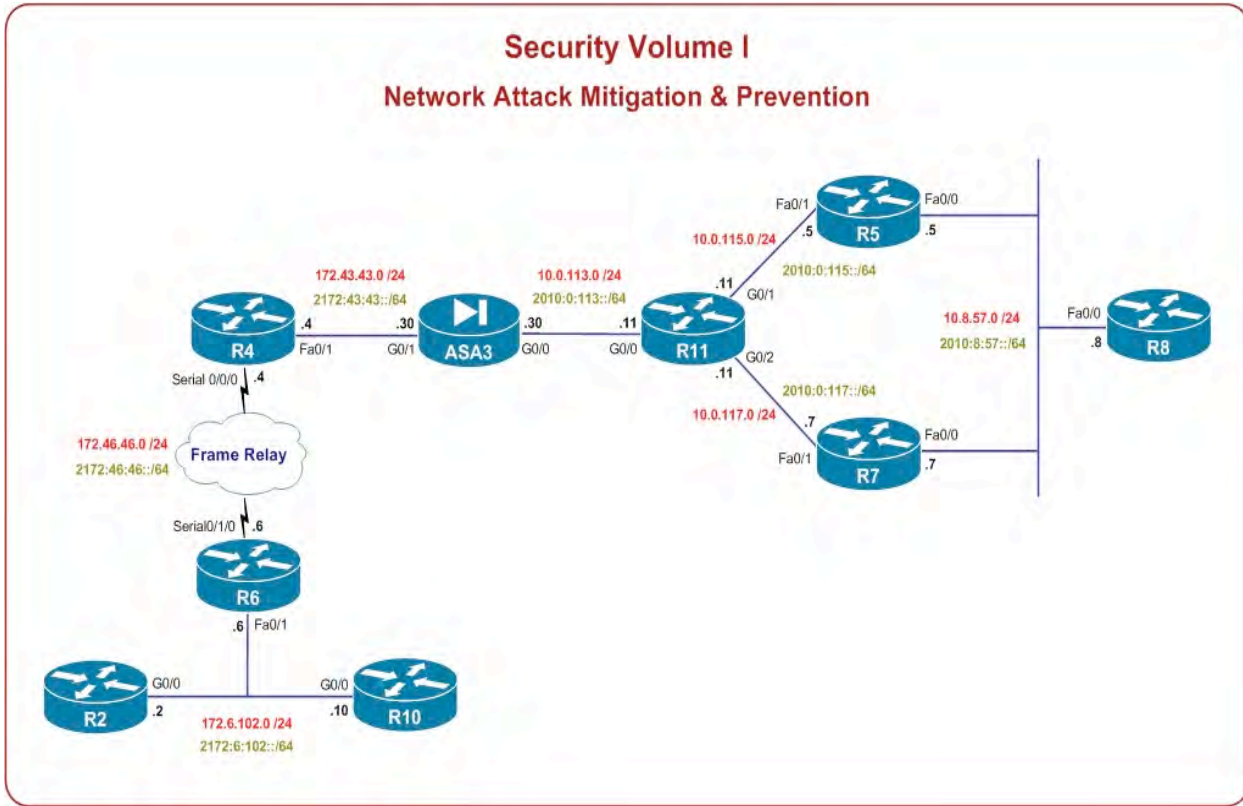 Security Volume I
Network Attack Mitigation & Prevention
Fa0/1
Fa0/0
.5
R5
.5
10.0.115.0 /24
2010:0:115::/64
172.43.43.0 /24
2172:43:43::/64
10.0.113.0 /24
2010:0:113::/64
.11
G0/1
R4
.4
Fa0/1
.30
G0/1
ASA3
.30
G0/0
.11
G0/0
R11
G0/2
.11
10.8.57.0 /24
2010:8:57::/64
Fa0/0
.8
R8
Serial 0/0/0
.4
2010:0:117::/64
10.0.117.0 /24
.7
Fa0/1
R7
Fa0/0
.7
172.46.46.0 /24
2172:46:46::/64
Frame Relay
Serial0/1/0
.6
R6
.6
Fa0/1
R2
G0/0
.2
G0/0
.10
R10
172.6.102.0 /24
2172:6:102::/64